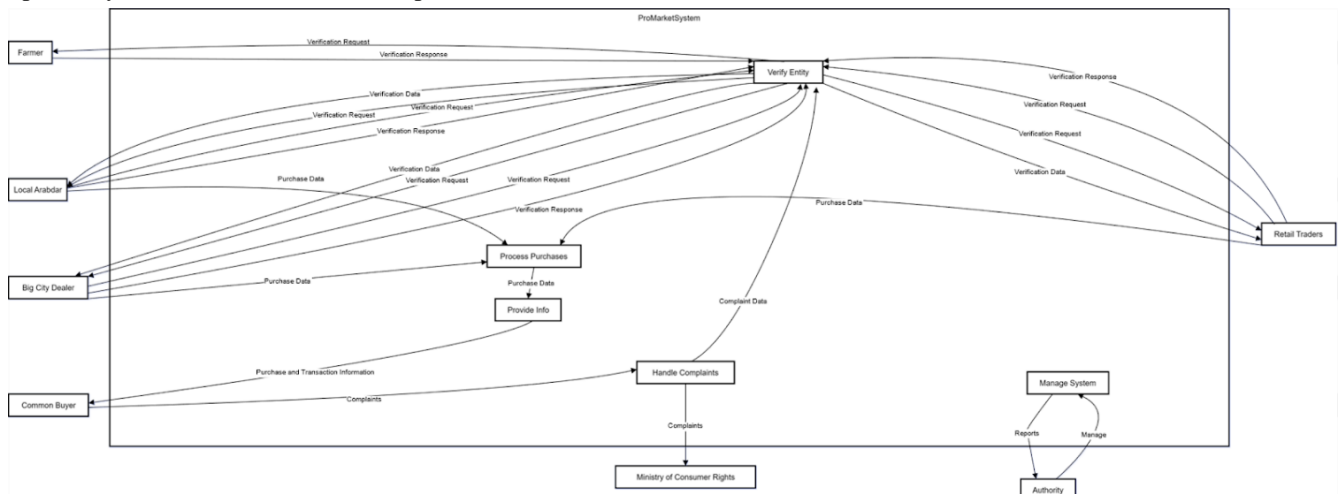 ProMarketSystem
Verification Request
Farmer
Verification Response
Verify Entity
Verification Response
Verification Data
Verification Request
Verification Request
Verification Request
Verification Response
Verification Request
Verification Data
Verification Request
Verification Data
Local Arabdar
Purchase Data
Verification Request
Verification Response
Purchase Data
Retail Traders
Process Purchases
Big City Dealer
Purchase Data
Purchase Data
Provide Info
Complaint Data
Purchase and Transaction Information
Handle Complaints
Manage System
Common Buyer
Complaints
Complaints
Reports
Manage
Ministry of Consumer Rights
Authority